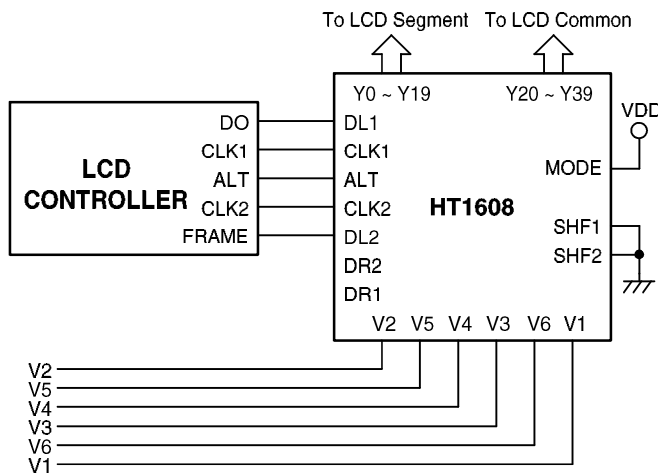 To LCD Segment To LCD Common
Y0 ~ Y19 Y20 ~ Y39
VDD
DO DL1
CLK1 CLK1
ALT ALT
CLK2 CLK2
FRAME DL2
LCD
CONTROLLER
DR2
DR1
HT1608
MODE
SHF1
SHF2
V2 V5 V4 V3 V6 V1
V2
V5
V4
V3
V6
V1